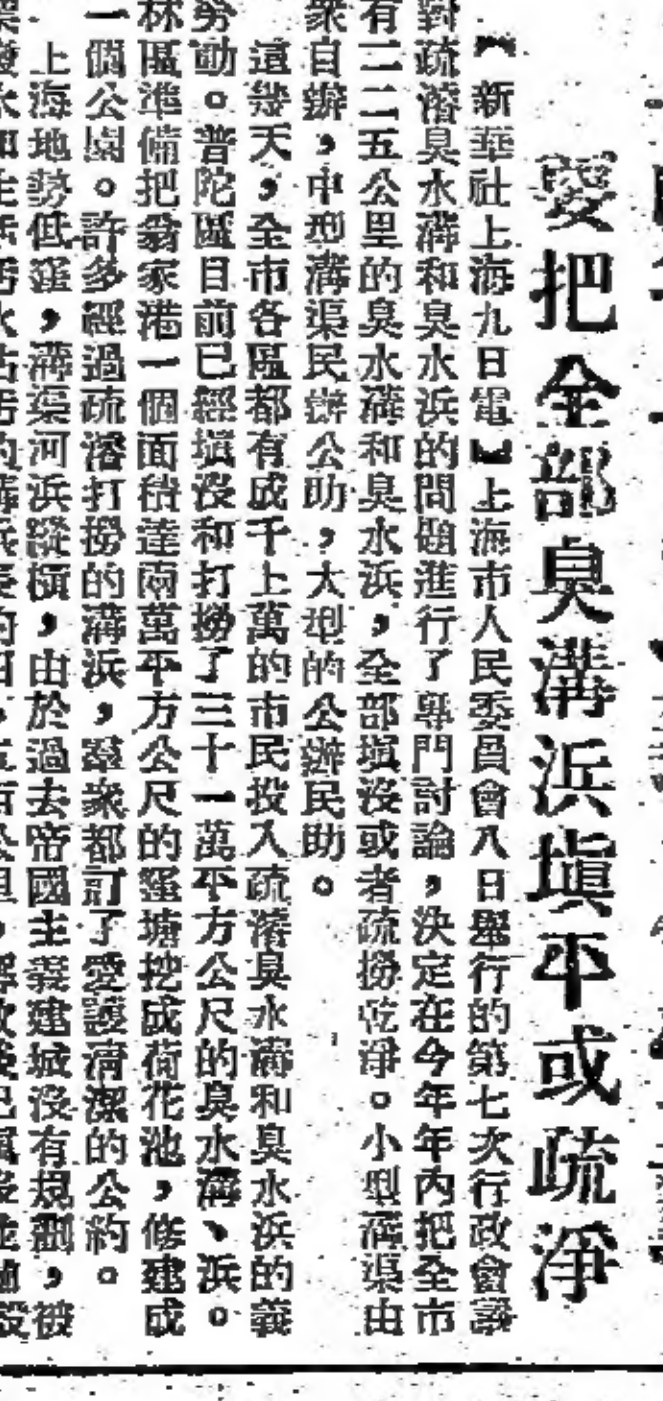 要把全部臭溝浜塡平或疏淨
【新華社上海九日電】上海市人民委員會八日舉行的第七次行政會議
對疏濬臭水溝和臭水浜的問題進行了專門討論，決定在今年年內把全市
有二二五公里的臭水溝和臭水浜，全部塡沒或者疏撈乾淨。小型溝渠由
衆自辦，中型溝渠民辦公助，大型的公辦民助。
這幾天，全市各區都有成千上萬的市民投入疏濬臭水溝和臭水浜的義
勞動。普陀區目前已經塡沒和打撈了三十一萬平方公尺的臭水溝、浜。
林區準備把翁家港一個面積達兩萬平方公尺的窪塘挖成荷花池，修建成
一個公園。許多經過疏濬打撈的溝浜，羣衆都訂了愛護淸潔的公約。
上海地勢低窪，溝渠河浜縱橫，由於過去帝國主義建城沒有規劃，被